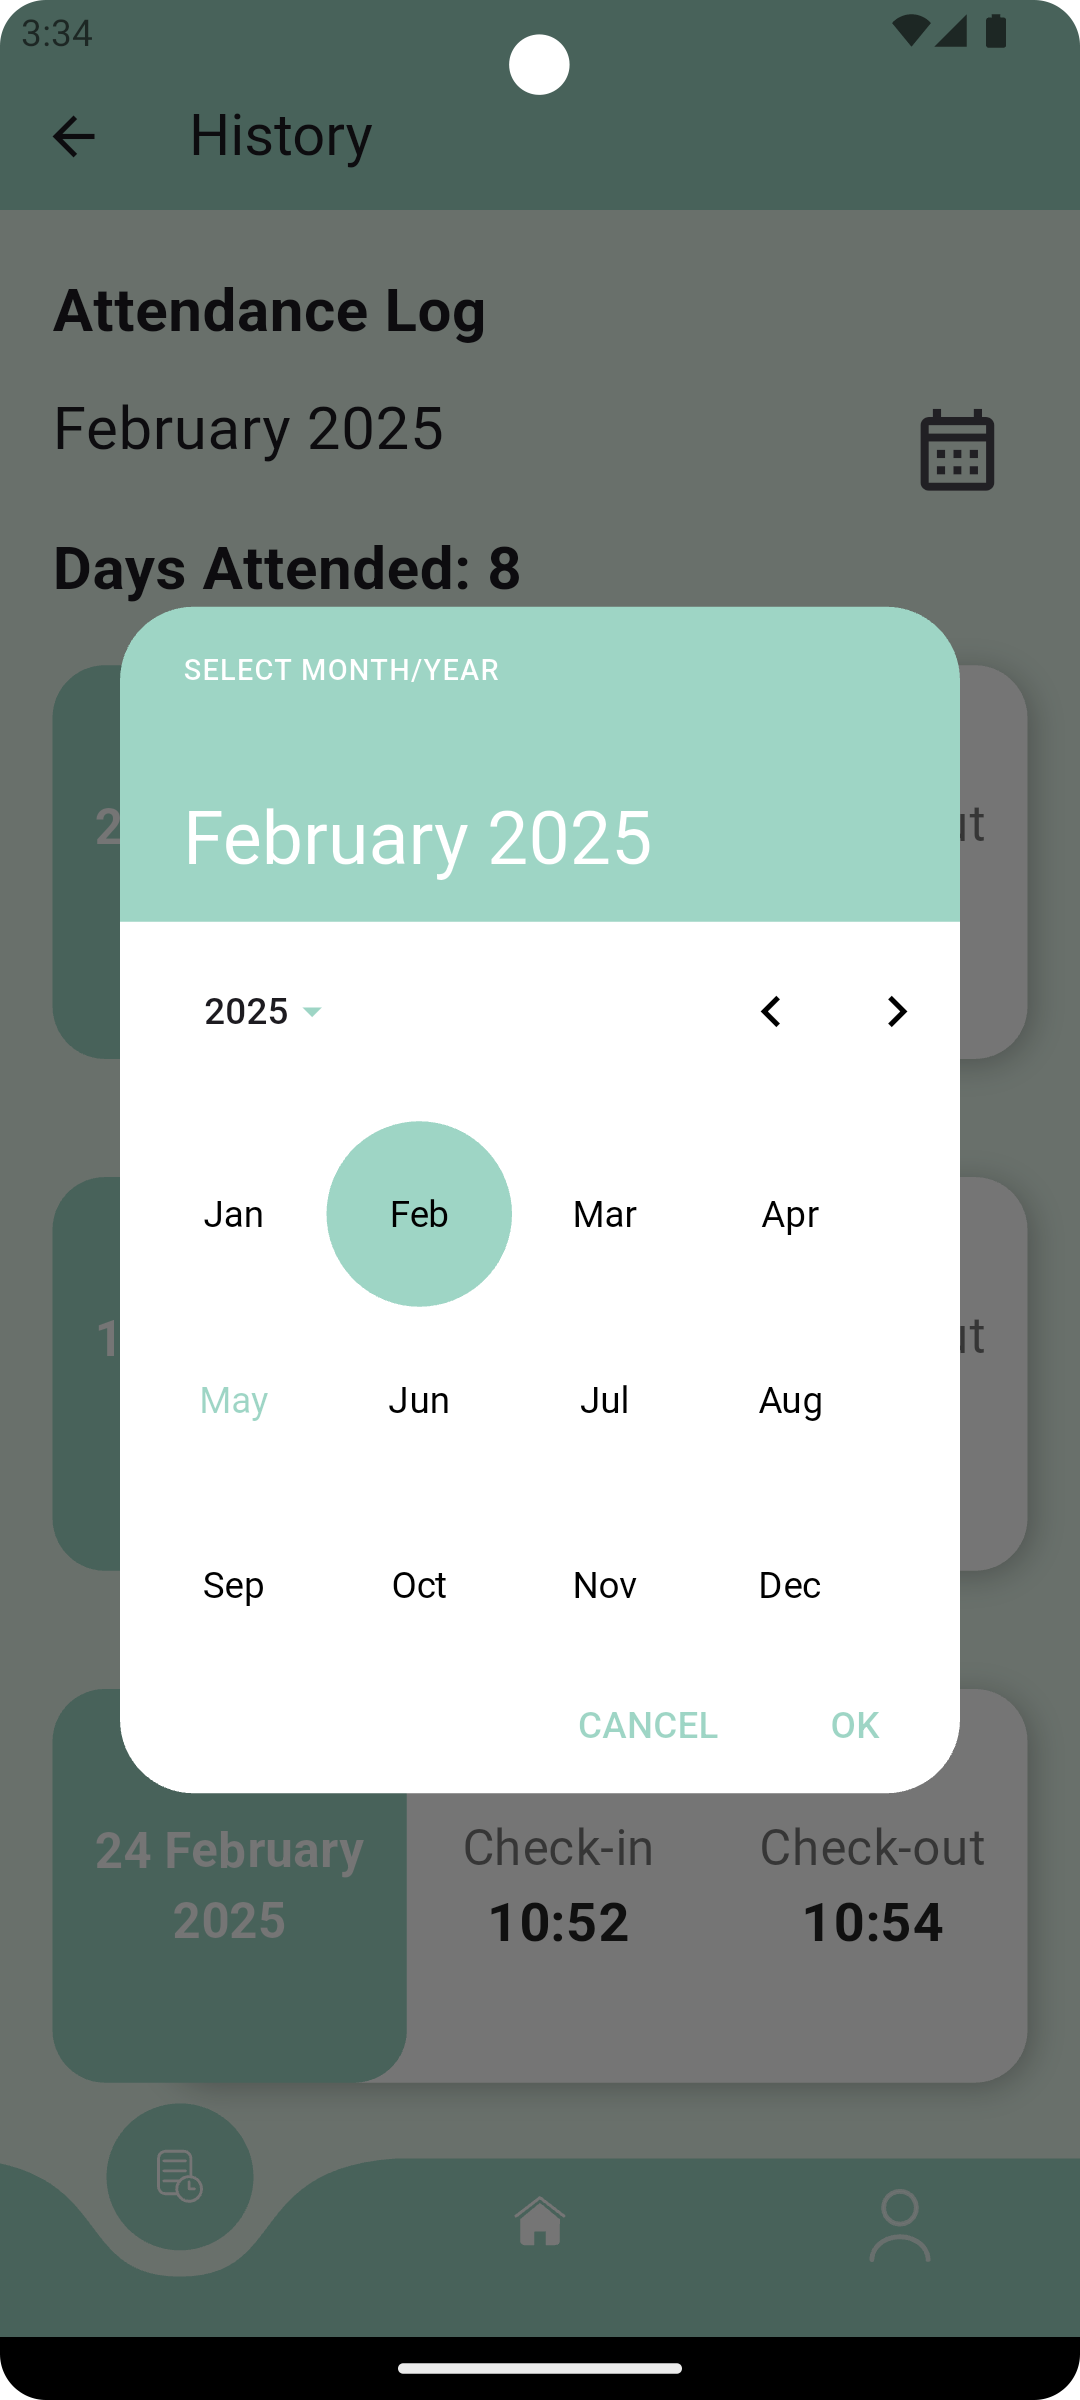 3:34
History
Attendance Log
February 2025
Days Attended: 8
SELECT MONTH/YEAR
February 2025
2025
Jan Feb Mar Apr
May Jun Jul Aug
Sep Oct Nov Dec
CANCEL OK
24 February
2025
Check-in
10:52
Check-out
10:54